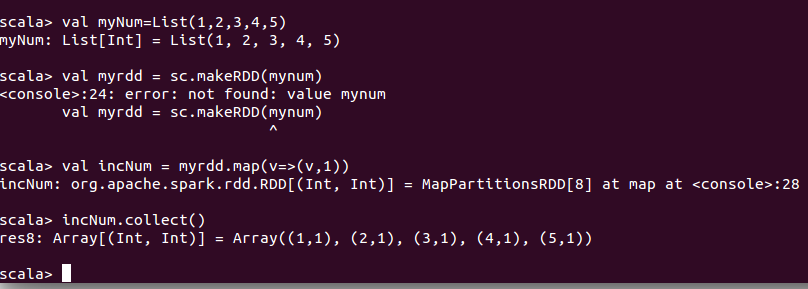 scala> val myNum=List(1,2,3,4,5)
myNum: List[Int] = List(1, 2, 3, 4, 5)
scala> val myrdd = sc.makeRDD(mynum)
<console>:24: error: not found: value mynum
       val myrdd = sc.makeRDD(mynum)
                              ^
scala> val incNum = myrdd.map(v=>(v,1))
incNum: org.apache.spark.rdd.RDD[(Int, Int)] = MapPartitionsRDD[8] at map at <console>:28
scala> incNum.collect()
res8: Array[(Int, Int)] = Array((1,1), (2,1), (3,1), (4,1), (5,1))
scala>